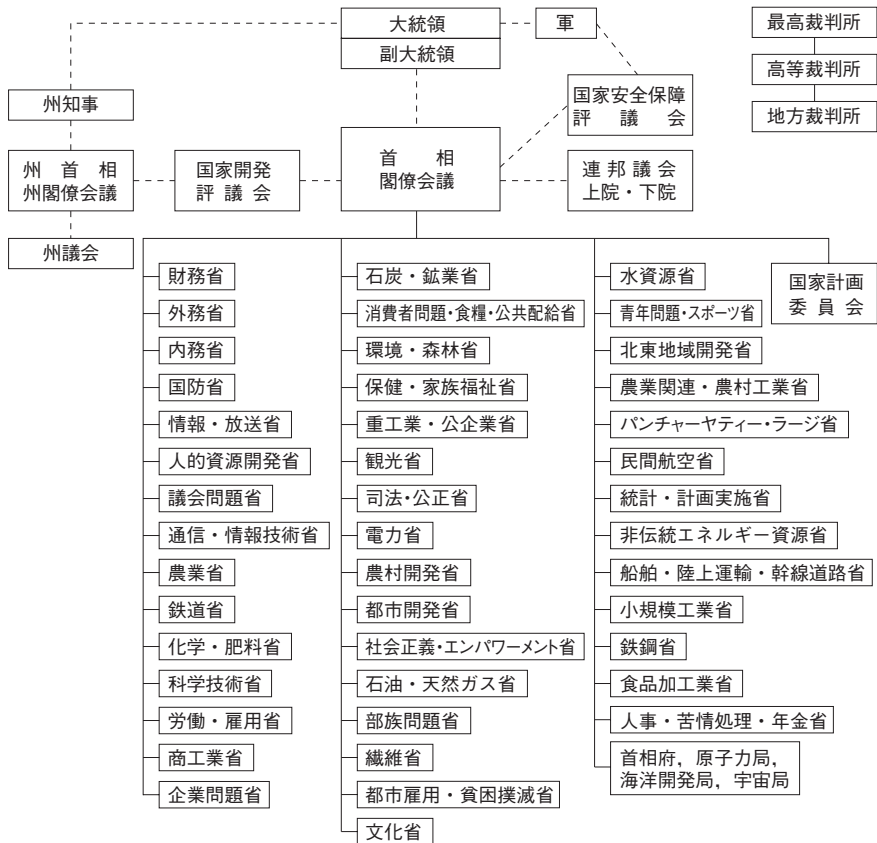 大統領
副大統領
軍
最高裁判所
高等裁判所
地方裁判所
国家安全保障
評議会
州知事
州首相
州閣僚会議
国家開発
評議会
首相
閣僚会議
連邦議会
上院・下院
州議会
財務省
外務省
内務省
国防省
情報・放送省
人的資源開発省
議会問題省
通信・情報技術省
農業省
鉄道省
化学・肥料省
科学技術省
労働・雇用省
商工業省
企業問題省
石炭・鉱業省
消費者問題・食糧・公共配給省
環境・森林省
保健・家族福祉省
重工業・公企業省
観光省
司法・公正省
電力省
農村開発省
都市開発省
社会正義・エンパワーメント省
石油・天然ガス省
部族問題省
繊維省
都市雇用・貧困撲滅省
文化省
水資源省
青年問題・スポーツ省
北東地域開発省
農業関連・農村工業省
パンチャーヤティー・ラージ省
民間航空省
統計・計画実施省
非伝統エネルギー資源省
船舶・陸上運輸・幹線道路省
小規模工業省
鉄鋼省
食品加工業省
人事・苦情処理・年金省
首相府，原子力局，
海洋開発局，宇宙局
国家計画
委員会